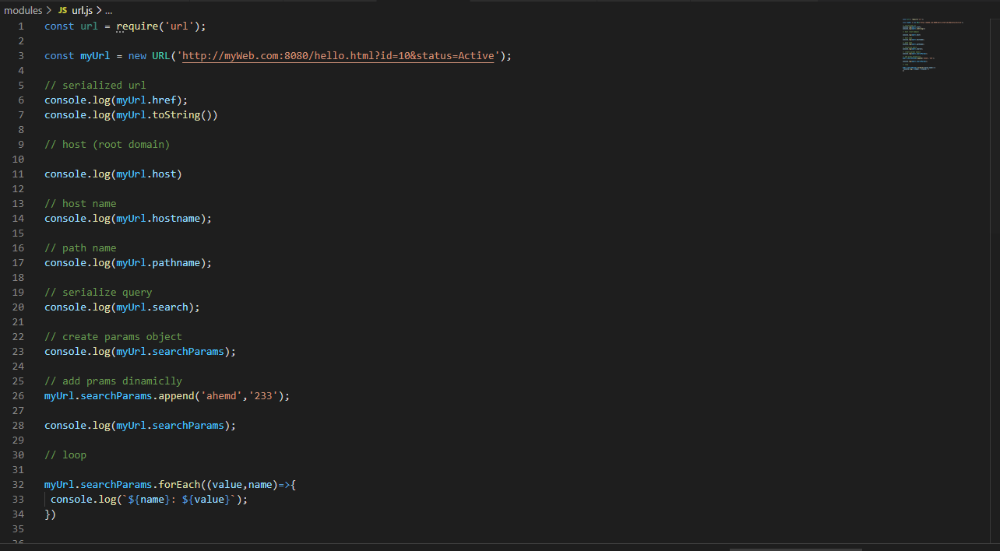 modules > JS url.js > ...
1 const url = require('url');
2
3 const myUrl = new URL('http://myWeb.com:8080/hello.html?id=10&status=Active');
4
5 // serialized url
6 console.log(myUrl.href);
7 console.log(myUrl.toString())
8
9 // host (root domain)
10
11 console.log(myUrl.host)
12
13 // host name
14 console.log(myUrl.hostname);
15
16 // path name
17 console.log(myUrl.pathname);
18
19 // serialize query
20 console.log(myUrl.search);
21
22 // create params object
23 console.log(myUrl.searchParams);
24
25 // add prams dinamiclly
26 myUrl.searchParams.append('ahemd','233');
27
28 console.log(myUrl.searchParams);
29
30 // loop
31
32 myUrl.searchParams.forEach((value,name)=>{
33 console.log(`${name}: ${value}`);
34 })
35